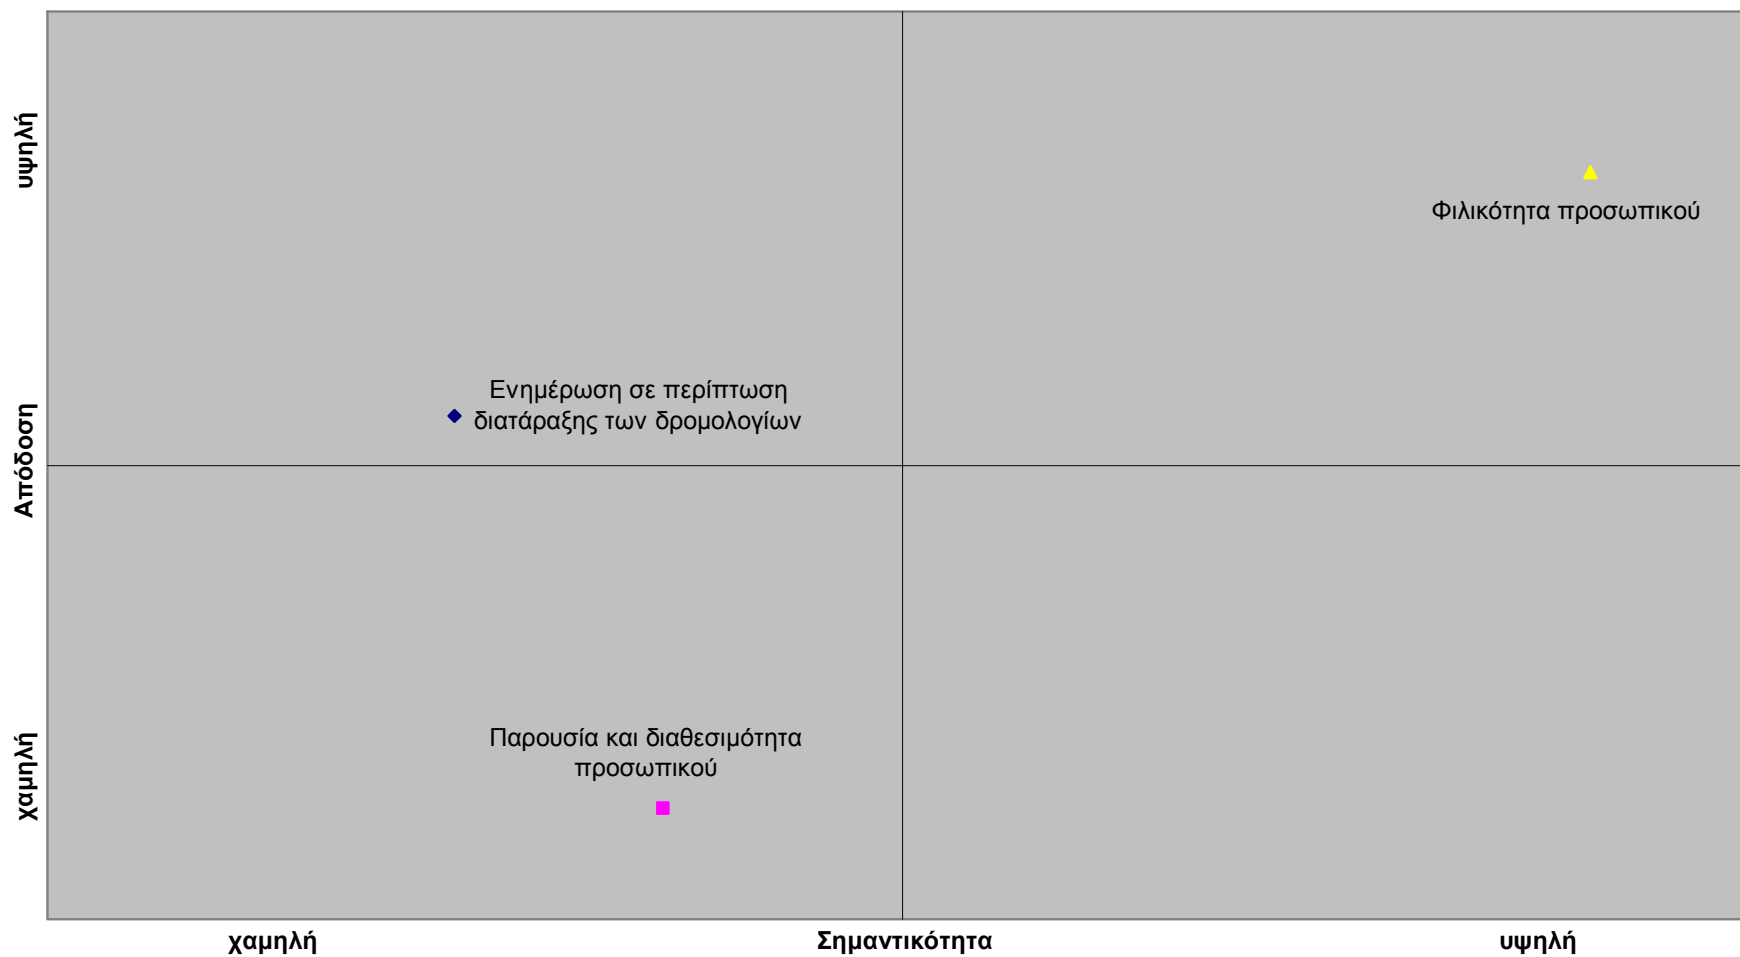 υψηλή
Φιλικότητα προσωπικού
Ενημέρωση σε περίπτωση
διατάραξης των δρομολογίων
Απόδοση
Παρουσία και διαθεσιμότητα
προσωπικού
χαμηλή
χαμηλή
Σημαντικότητα
υψηλή